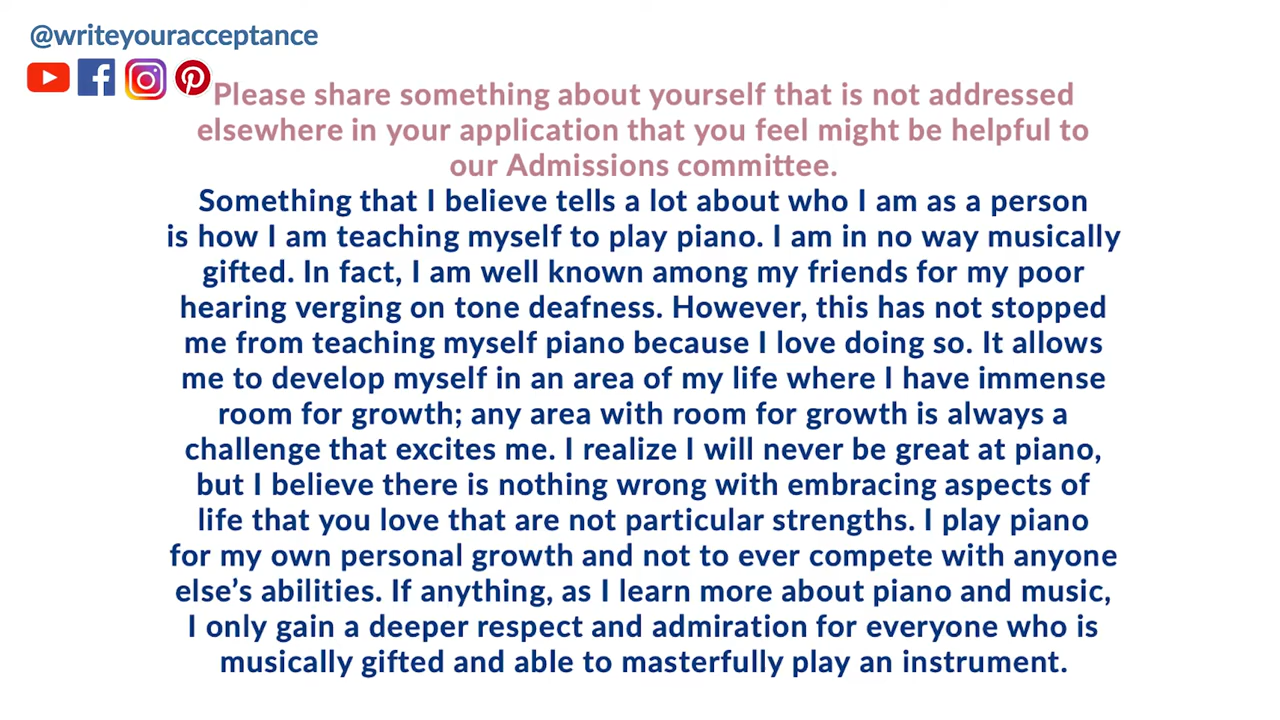 @writeyouracceptance
Please share something about yourself that is not addressed
elsewhere in your application that you feel might be helpful to
our Admissions committee.
Something that I believe tells a lot about who I am as a person
is how I am teaching myself to play piano. I am in no way musically
gifted. In fact, I am well known among my friends for my poor
hearing verging on tone deafness. However, this has not stopped
me from teaching myself piano because I love doing so. It allows
me to develop myself in an area of my life where I have immense
room for growth; any area with room for growth is always a
challenge that excites me. I realize I will never be great at piano,
but I believe there is nothing wrong with embracing aspects of
life that you love that are not particular strengths. I play piano
for my own personal growth and not to ever compete with anyone
else’s abilities. If anything, as I learn more about piano and music,
I only gain a deeper respect and admiration for everyone who is
musically gifted and able to masterfully play an instrument.